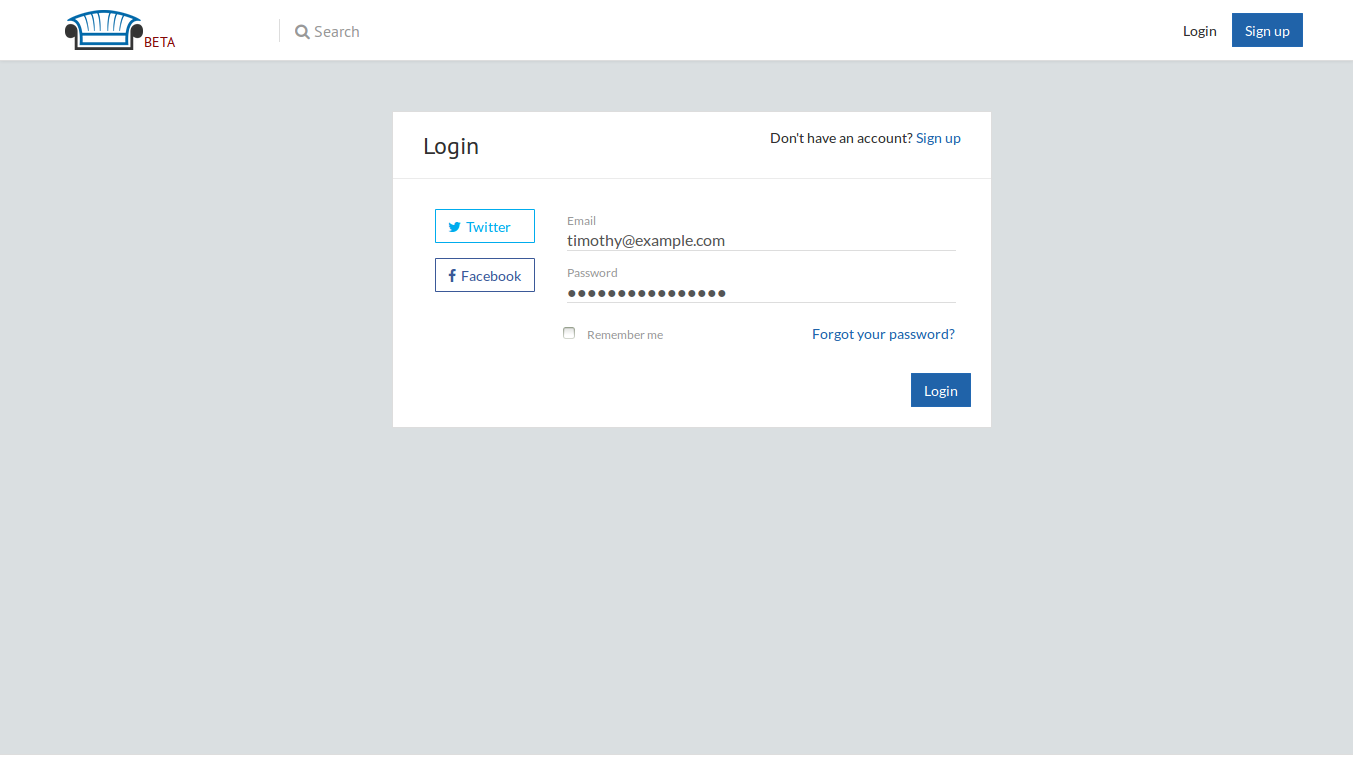 BETA
Search
Login
Sign up
Login
Don't have an account? Sign up
Twitter
Facebook
Email
timothy@example.com
Password
●●●●●●●●●●●●●●●●
Remember me
Forgot your password?
Login